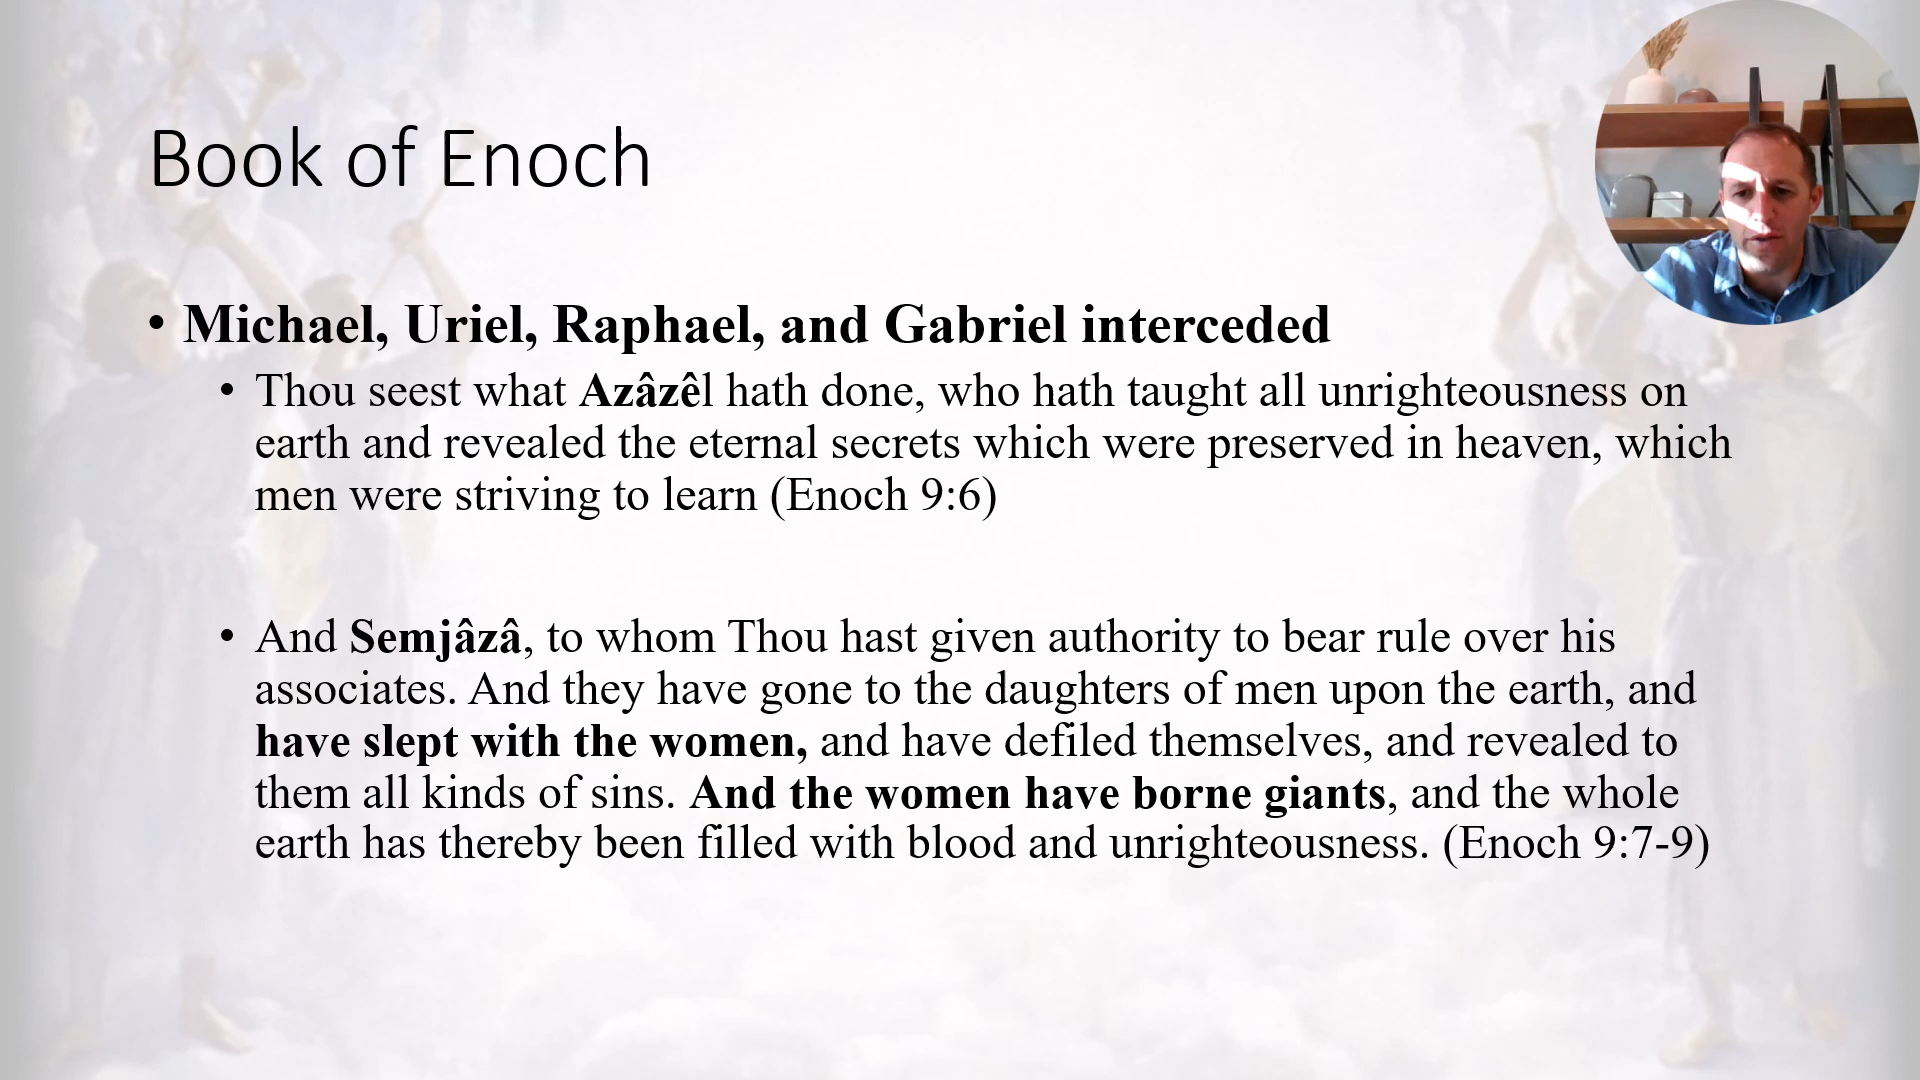 Book of Enoch
• Michael, Uriel, Raphael, and Gabriel interceded
• Thou seest what Azâzêl hath done, who hath taught all unrighteousness on
earth and revealed the eternal secrets which were preserved in heaven, which
men were striving to learn (Enoch 9:6)
• And Semjâzâ, to whom Thou hast given authority to bear rule over his
associates. And they have gone to the daughters of men upon the earth, and
have slept with the women, and have defiled themselves, and revealed to
them all kinds of sins. And the women have borne giants, and the whole
earth has thereby been filled with blood and unrighteousness. (Enoch 9:7-9)